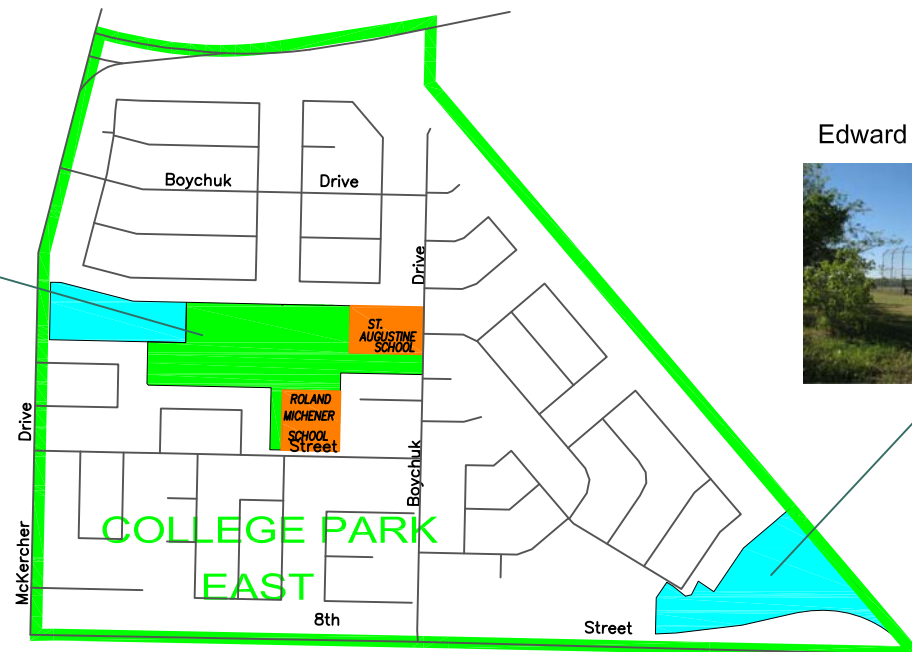 Edward
Boychuk Drive
Drive
ST.
AUGUSTINE
SCHOOL
ROLAND
MICHENER
SCHOOL
Street
Drive
Boychuk
COLLEGE PARK
EAST
McKercher
8th
Street